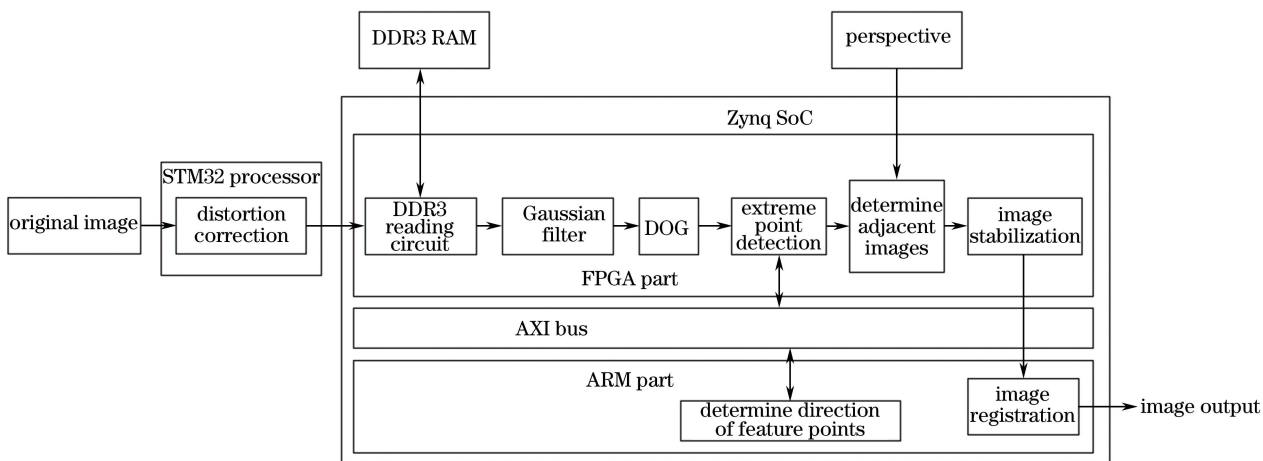 DDR3 RAM
perspective
Zynq SoC
STM32 processor
original image
distortion
correction
DDR3
reading
circuit
Gaussian
filter
DOG
extreme
point
detection
determine
adjacent
images
image
stabilization
FPGA part
AXI bus
ARM part
determine direction
of feature points
image
registration
image output